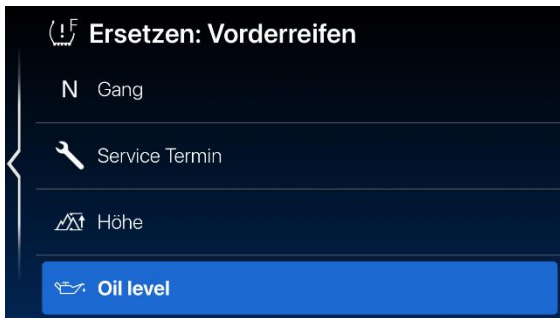 F Ersetzen: Vorderreifen
N Gang
Service Termin
Höhe
Oil level